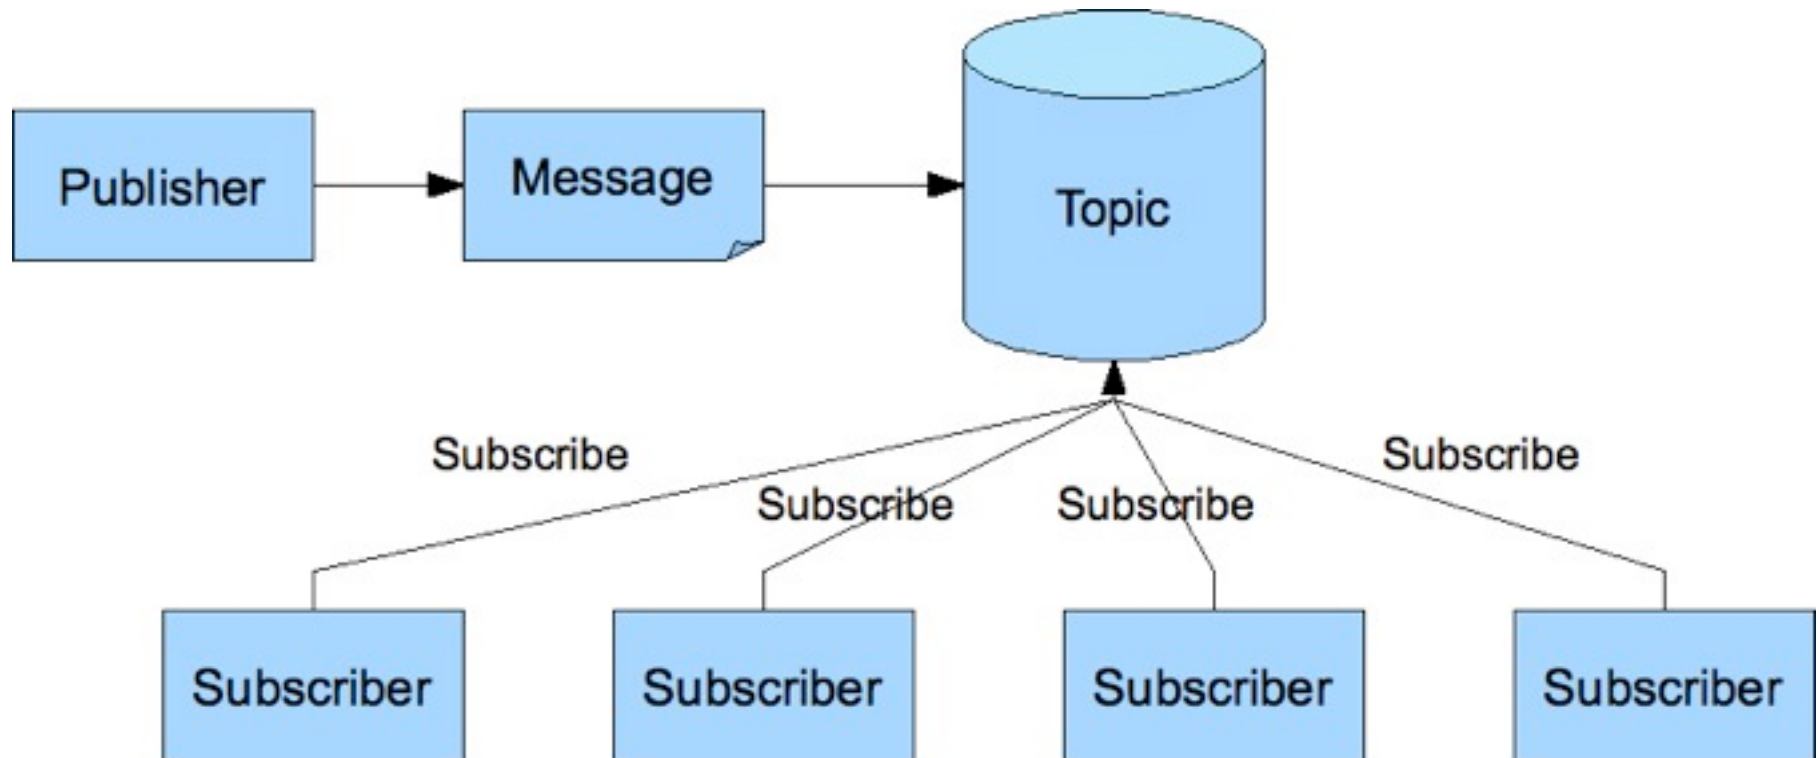 Publisher
Message
Topic
Subscribe
Subscribe
Subscribe
Subscribe
Subscriber
Subscriber
Subscriber
Subscriber